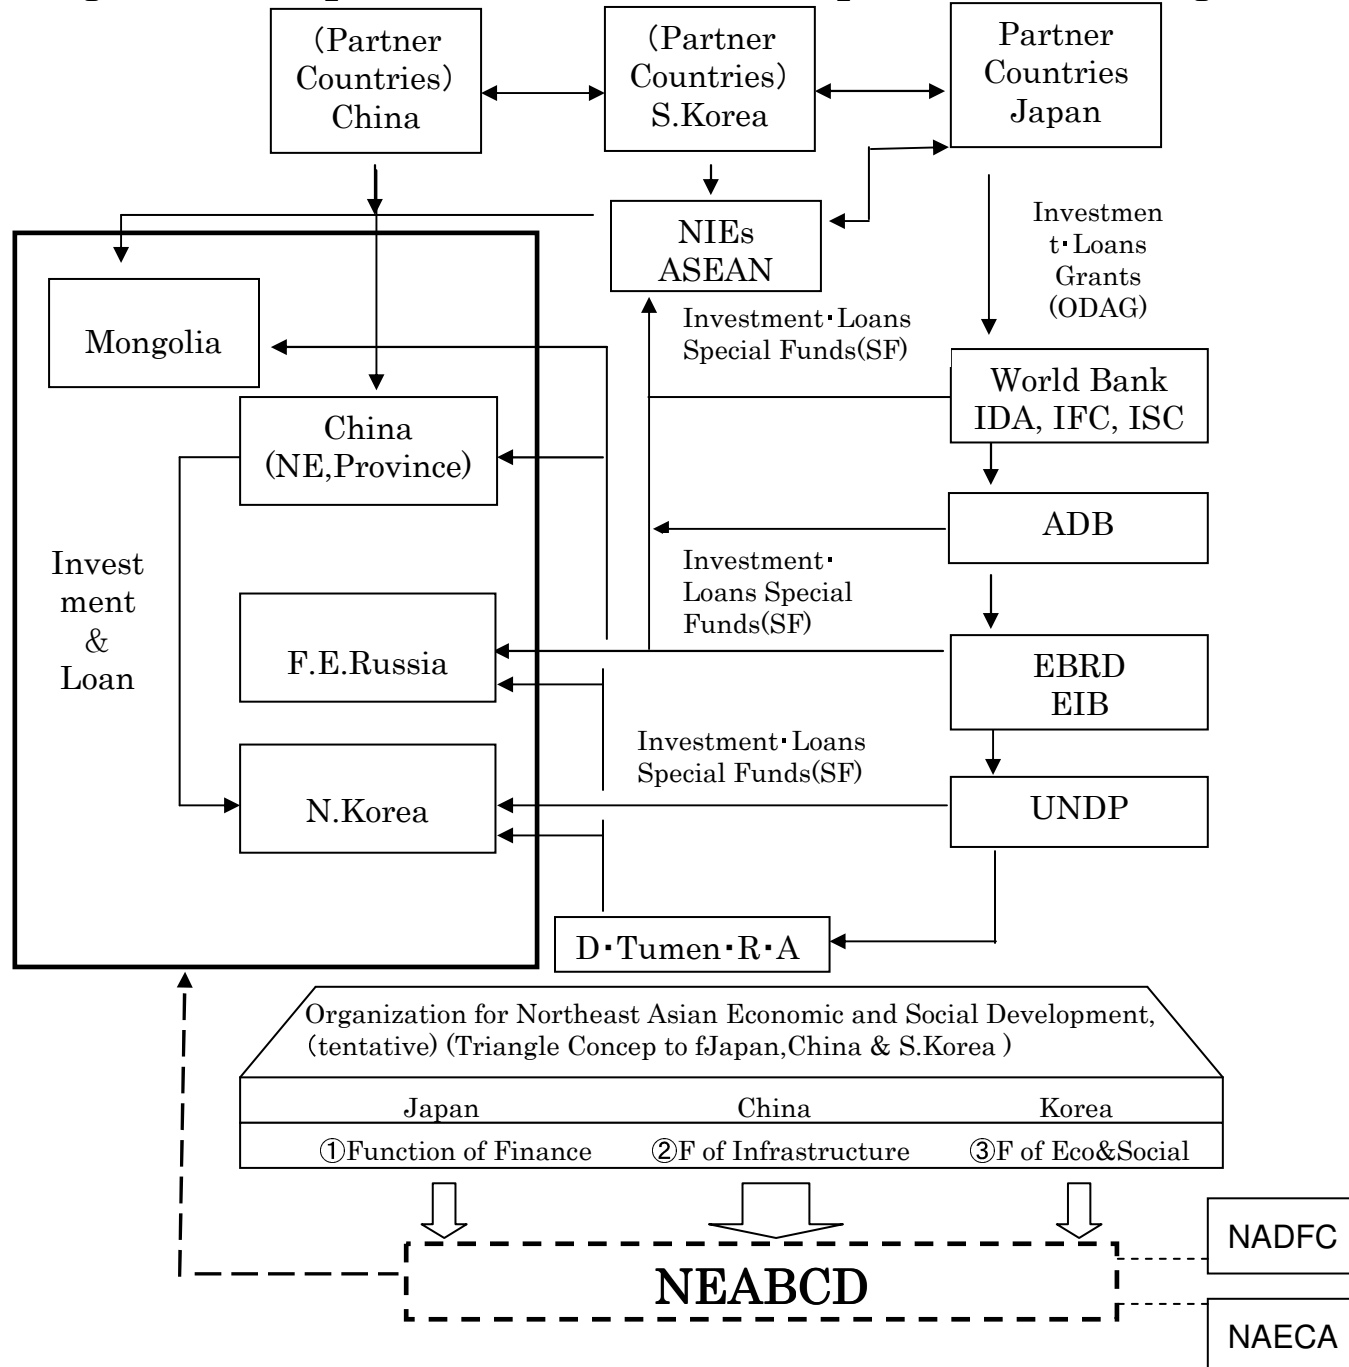 (Partner
Countries)
China
(Partner
Countries)
S.Korea
Partner
Countries
Japan
NIEs
ASEAN
Investmen
t・Loans
Grants
(ODAG)
Mongolia
Investment・Loans
Special Funds(SF)
World Bank
IDA, IFC, ISC
China
(NE,Province)
ADB
Invest
ment
&
Loan
Investment・
Loans Special
Funds(SF)
F.E.Russia
EBRD
EIB
Investment・Loans
Special Funds(SF)
N.Korea
UNDP
D・Tumen・R・A
Organization for Northeast Asian Economic and Social Development,
(tentative) (Triangle Concep to fJapan,China & S.Korea )
Japan China Korea
①Function of Finance ②F of Infrastructure ③F of Eco&Social
NEABCD
NADFC
NAECA